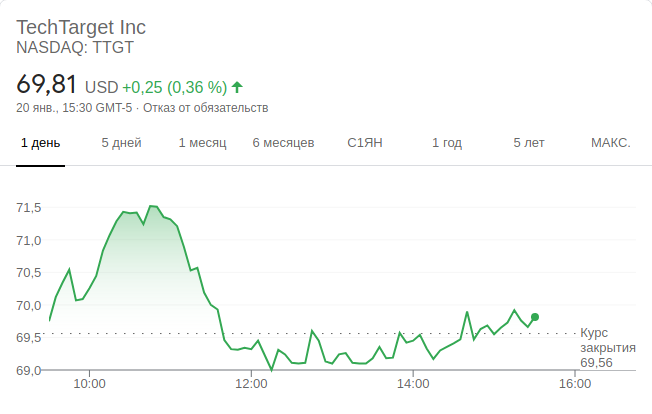 TechTarget Inc
NASDAQ: TTGT
69,81 USD +0,25 (0,36 %)
20 янв., 15:30 GMT-5 · Отказ от обязательств
1 день 5 дней 1 месяц 6 месяцев С1ЯН 1 год 5 лет МАКС.
71,5
71,0
70,5
70,0
69,5
69,0
Курс
закрытия
69,56
10:00 12:00 14:00 16:00